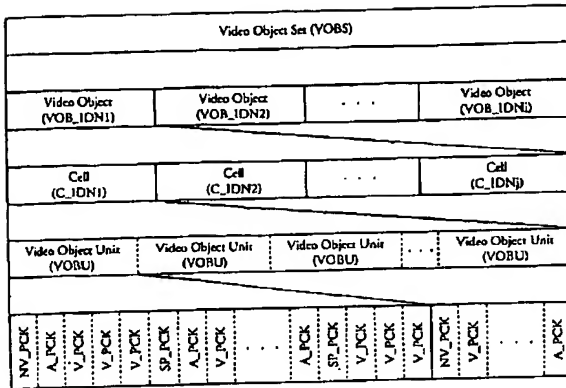 Video Object Set (VOBS)
Video Object Video Object . . . Video Object
(VOB_IDN1) (VOB_IDN2) (VOB_IDNi)
Cell Cell . . . Cell
(C_IDN1) (C_IDN2) (C_IDNj)
Video Object Unit Video Object Unit Video Object Unit . . . Video Object Unit
(VOBU) (VOBU) (VOBU) (VOBU)
NV_PCK A_PCK V_PCK V_PCK V_PCK SP_PCK A_PCK V_PCK . . . . A_PCK SP_PCK V_PCK V_PCK V_PCK NV_PCK V_PCK . . . . A_PCK